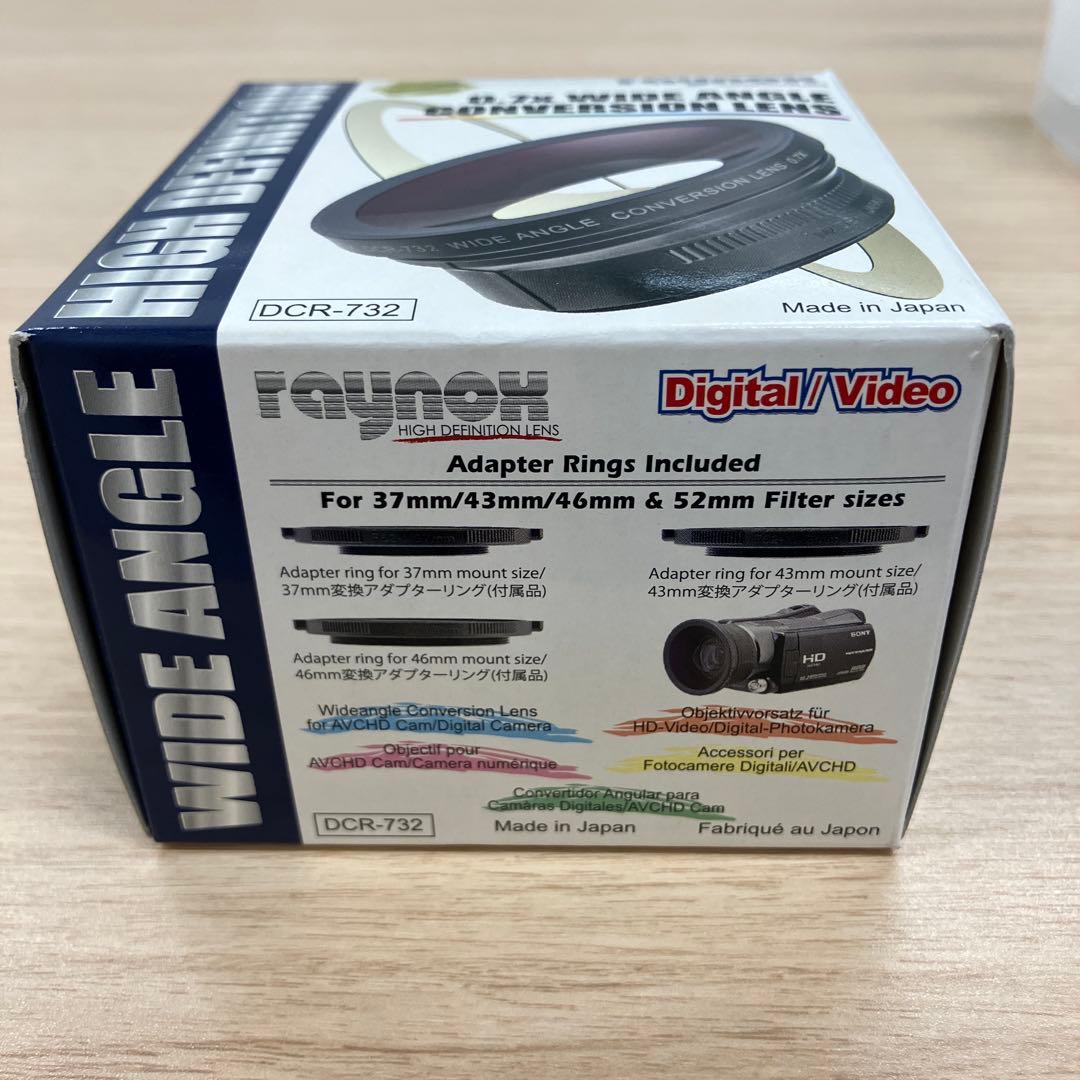 HIGH DEFINITION
WIDE ANGLE
0.7x WIDE ANGLE
CONVERSION LENS
DCR-732 WIDE ANGLE CONVERSION LENS 0.7X
DCR-732
Made in Japan
raynox
HIGH DEFINITION LENS
Digital/Video
Adapter Rings Included
For 37mm/43mm/46mm & 52mm Filter sizes
Adapter ring for 37mm mount size/
37mm変換アダプターリング(付属品)
Adapter ring for 43mm mount size/
43mm変換アダプターリング(付属品)
Adapter ring for 46mm mount size/
46mm変換アダプターリング(付属品)
SONY
HD
Wideangle Conversion Lens
for AVCHD Cam/Digital Camera
Objektivvorsatz für
HD-Video/Digital-Photokamera
Objectif pour
AVCHD Cam/Camera numérique
Accessori per
Fotocamere Digitali/AVCHD
Convertidor Angular para
Camâras Digitales/AVCHD Cam
DCR-732
Made in Japan
Fabriqué au Japon